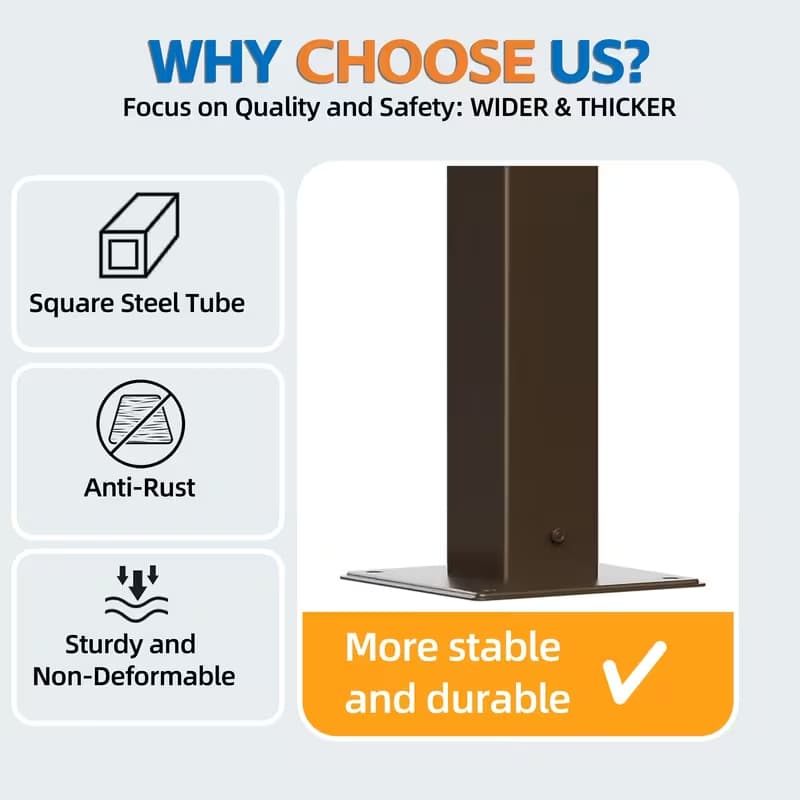 WHY CHOOSE US?
Focus on Quality and Safety: WIDER & THICKER
Square Steel Tube
Anti-Rust
Sturdy and
Non-Deformable
More stable
and durable